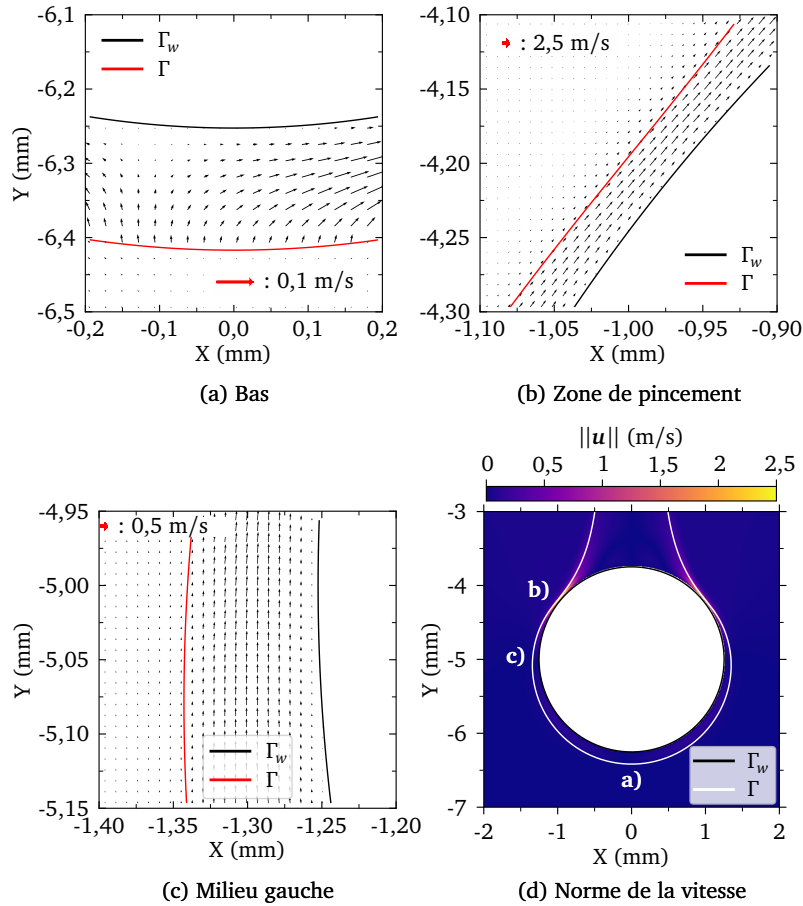 -6,1
-6,2
-6,3
-6,4
-6,5
Y (mm)
Γw
Γ
: 0,1 m/s
-0,2 -0,1 0,0 0,1 0,2
X (mm)
(a) Bas
-4,10
-4,15
-4,20
-4,25
-4,30
: 2,5 m/s
Γw
Γ
-1,10 -1,05 -1,00 -0,95 -0,90
X (mm)
(b) Zone de pincement
-4,95
-5,00
-5,05
-5,10
-5,15
Y (mm)
: 0,5 m/s
Γw
Γ
-1,40 -1,35 -1,30 -1,25 -1,20
X (mm)
(c) Milieu gauche
||u|| (m/s)
0 0,5 1 1,5 2 2,5
-3
-4
-5
-6
-7
Y (mm)
b)
c)
a)
Γw
Γ
-2 -1 0 1 2
X (mm)
(d) Norme de la vitesse